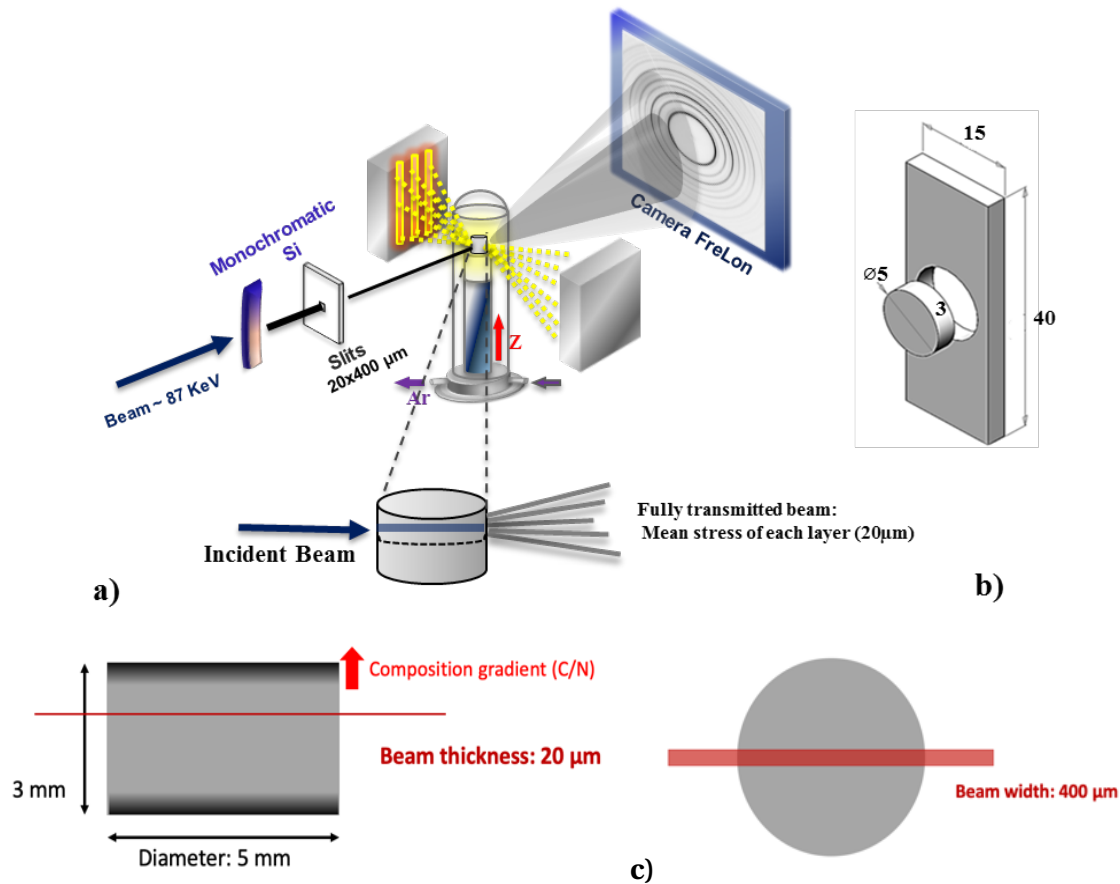 Monochromatic
Si
Slits
20x400 µm
Beam ~ 87 KeV
Camera FreLon
Z
Ar
Incident Beam
Fully transmitted beam:
Mean stress of each layer (20µm)
a)
15
Ø5
3
40
b)
Composition gradient (C/N)
Beam thickness: 20 µm
3 mm
Diameter: 5 mm
Beam width: 400 µm
c)